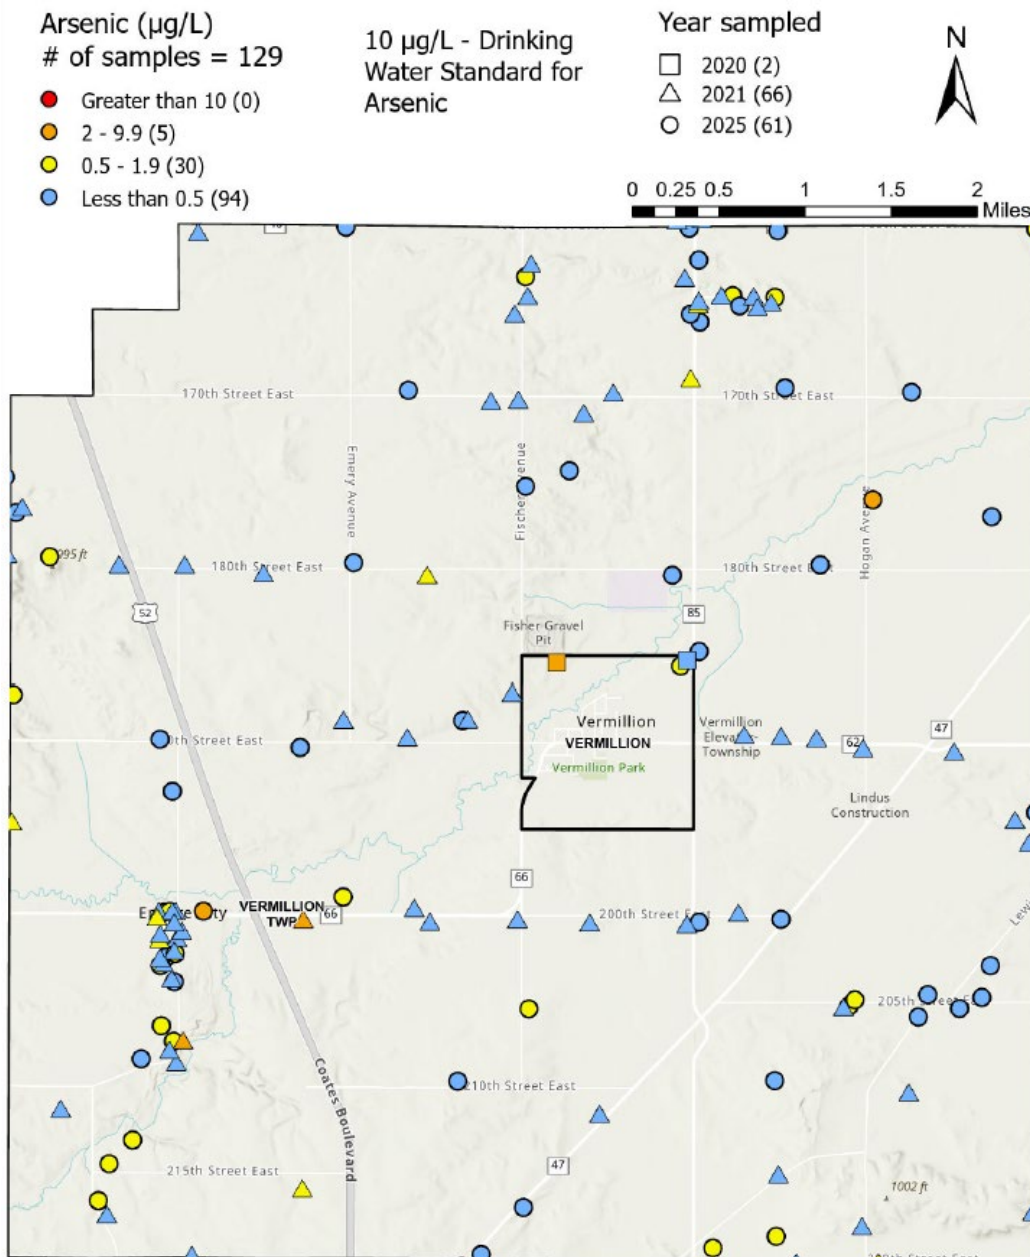 Arsenic (µg/L)
# of samples = 129
Greater than 10 (0)
2 - 9.9 (5)
0.5 - 1.9 (30)
Less than 0.5 (94)
10 µg/L - Drinking
Water Standard for
Arsenic
Year sampled
2020 (2)
2021 (66)
2025 (61)
N
0 0.25 0.5 1 1.5 2
Miles
170th Street East
170th Street East
Emery Avenue
Fischer Avenue
Hogan Avenue
995 ft
180th Street East
180th Street East
52
85
Fisher Gravel
Pit
Vermillion
VERMILLION
Vermillion Park
Vermillion
Township
0th Street East
62
47
Lindus
Construction
66
VERMILLION
TWP
66
200th Street East
205th Street East
Coates Boulevard
210th Street East
215th Street East
47
1002 ft